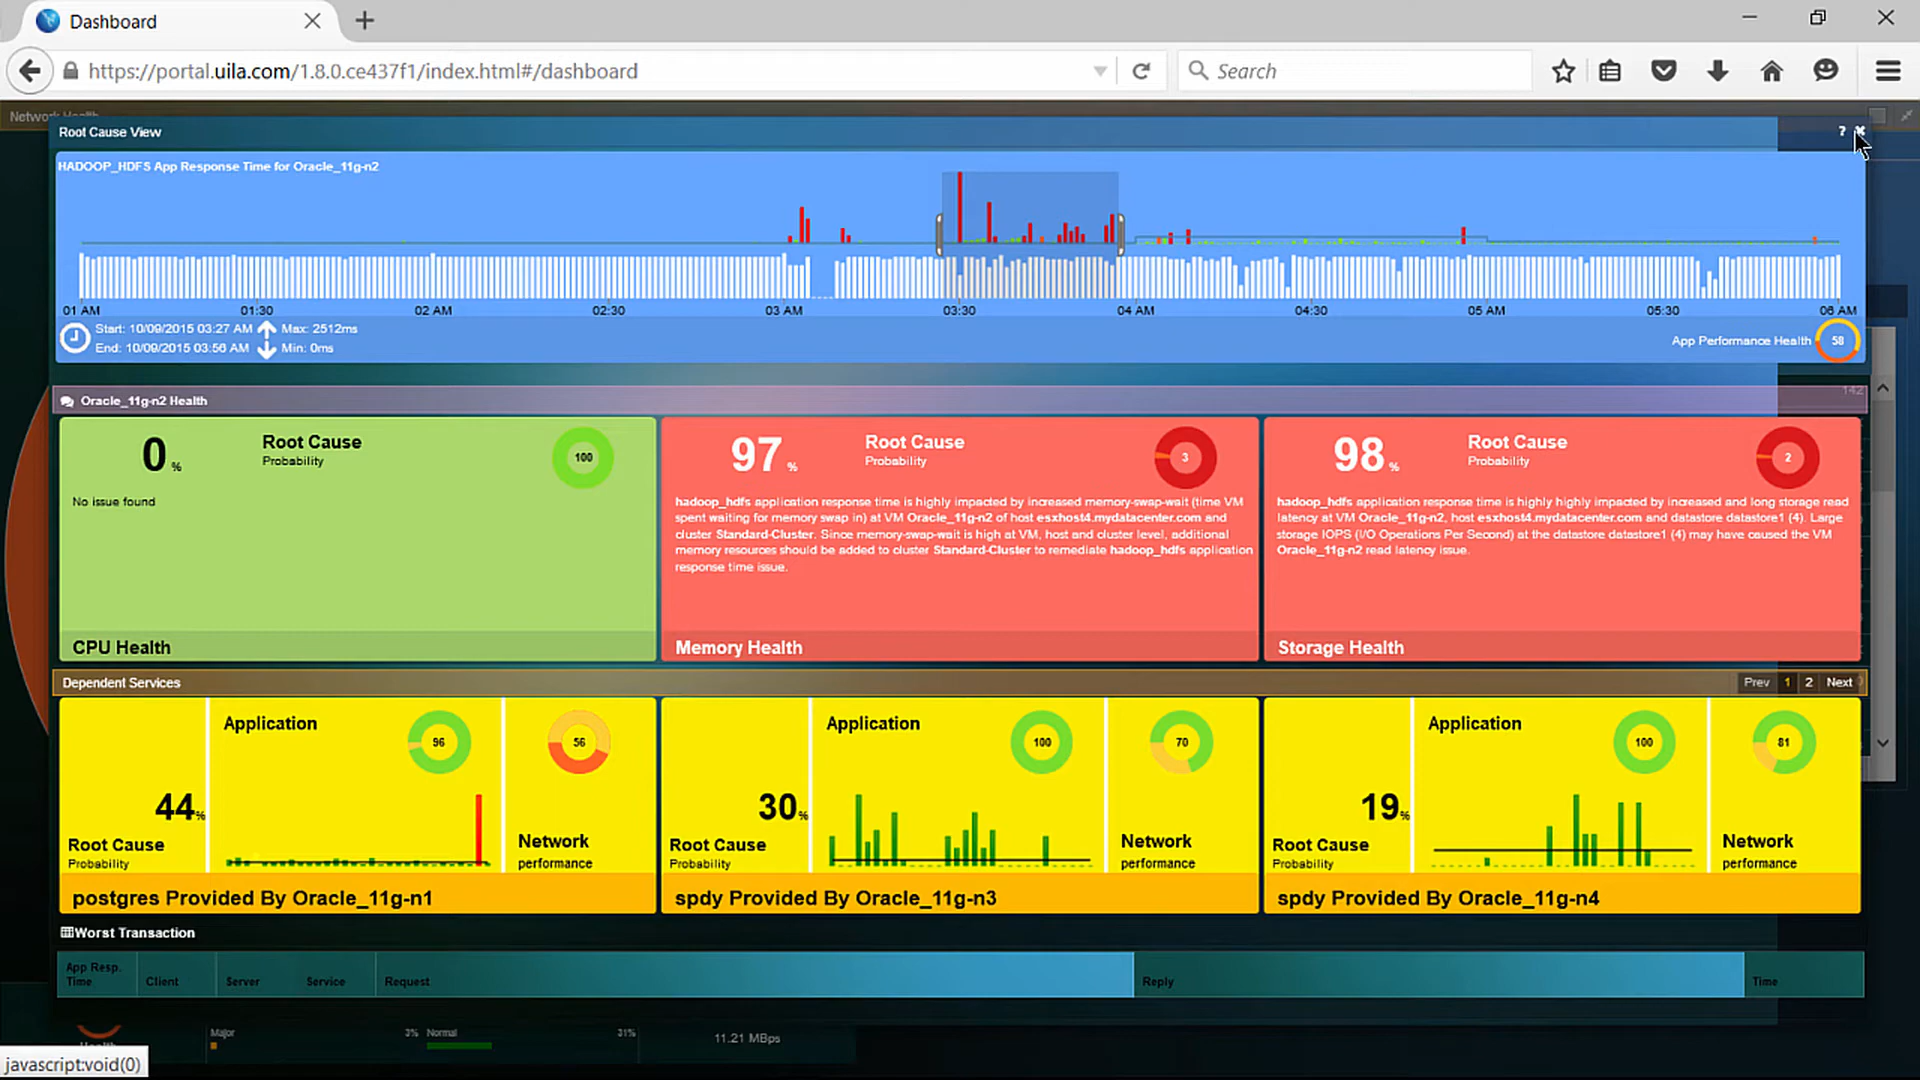 Dashboard
https://portal.uila.com/1.8.0.ce437f1/index.html#/dashboard
Search
Network Health
Root Cause View
?
HADOOP_HDFS App Response Time for Oracle_11g-n2
01 AM 01:30 02 AM 02:30 03 AM 03:30 04 AM 04:30 05 AM 05:30 06 AM
Start: 10/09/2015 03:27 AM Max: 2512ms
End: 10/09/2015 03:56 AM Min: 0ms
App Performance Health 58
Oracle_11g-n2 Health
142
0 % Root Cause
Probability
100
No issue found
CPU Health
97 % Root Cause
Probability
3
hadoop_hdfs application response time is highly impacted by increased memory-swap-wait (time VM
spent waiting for memory swap in) at VM Oracle_11g-n2 of host esxhost4.mydatacenter.com and
cluster Standard-Cluster. Since memory-swap-wait is high at VM, host and cluster level, additional
memory resources should be added to cluster Standard-Cluster to remediate hadoop_hdfs application
response time issue.
Memory Health
98 % Root Cause
Probability
2
hadoop_hdfs application response time is highly highly impacted by increased and long storage read
latency at VM Oracle_11g-n2, host esxhost4.mydatacenter.com and datastore datastore1 (4). Large
storage IOPS (I/O Operations Per Second) at the datastore datastore1 (4) may have caused the VM
Oracle_11g-n2 read latency issue.
Storage Health
Dependent Services
Prev 1 2 Next
Application
96
56
44%
Root Cause
Probability
Network
performance
postgres Provided By Oracle_11g-n1
Application
100
70
30%
Root Cause
Probability
Network
performance
spdy Provided By Oracle_11g-n3
Application
100
81
19%
Root Cause
Probability
Network
performance
spdy Provided By Oracle_11g-n4
Worst Transaction
App Resp.
Time
Client
Server
Service
Request
Reply
Time
Major 3% Normal 31%
11.21 MBps
Health
javascript:void(0)